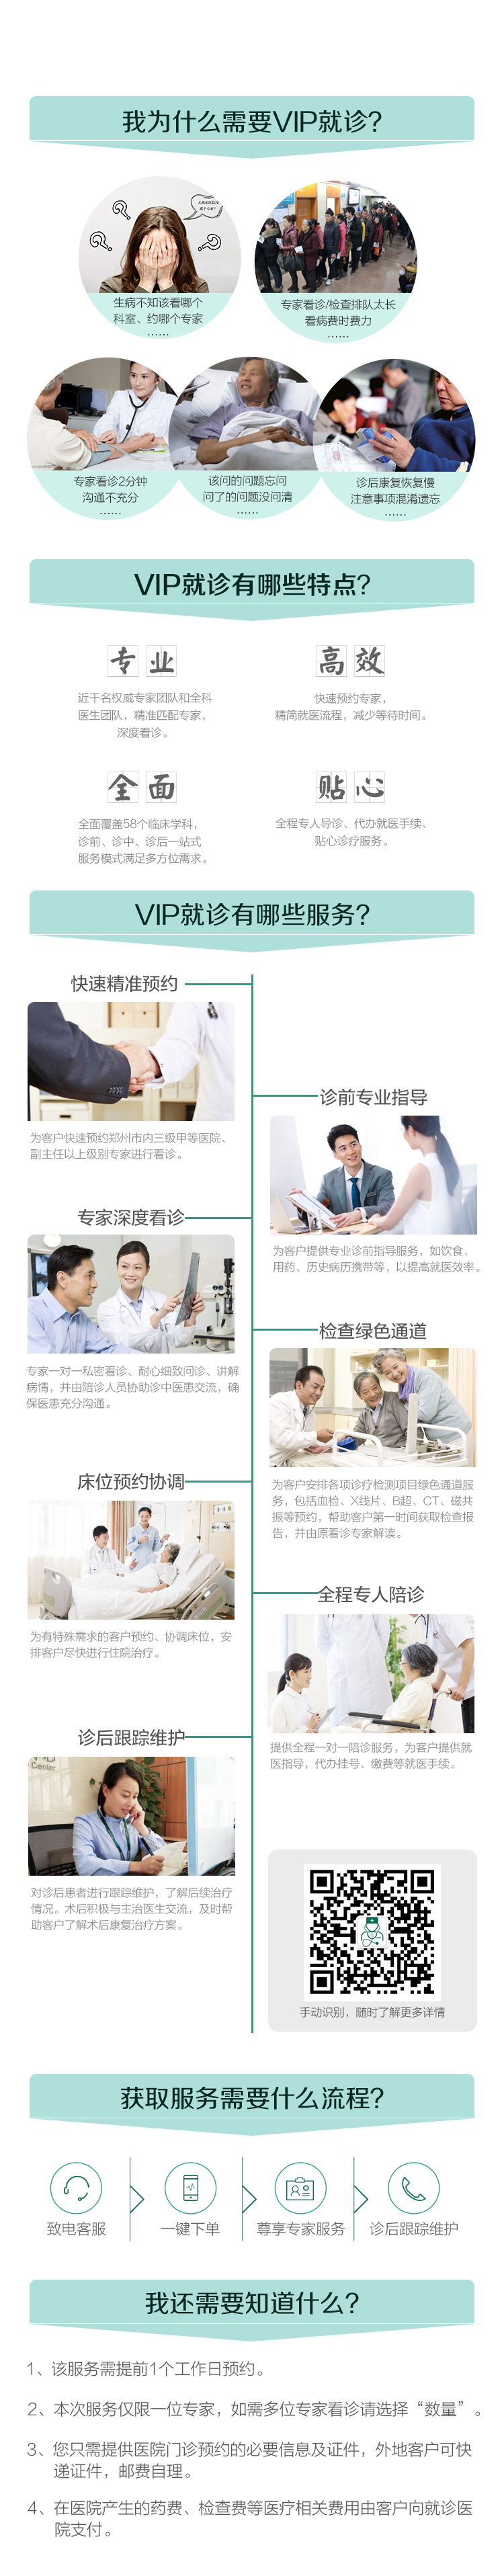 我为什么需要VIP就诊?
生病不知该看哪个
科室、约哪个专家
......
专家看诊/检查排队太长
看病费时费力
......
专家看诊2分钟
沟通不充分
......
该问的问题忘问
问了的问题没问清
......
诊后康复恢复慢
注意事项混淆遗忘
......
VIP就诊有哪些特点?
专业
近千名权威专家团队和全科
医生团队，精准匹配专家，
深度看诊。
高效
快速预约专家，
精简就医流程，减少等待时间。
全面
全面覆盖58个临床学科，
诊前、诊中、诊后一站式
服务模式满足多方位需求。
贴心
全程专人导诊、代办就医手续、
贴心诊疗服务。
VIP就诊有哪些服务?
快速精准预约
为客户快速预约郑州市内三级甲等医院、
副主任以上级别专家进行看诊。
诊前专业指导
为客户提供专业诊前指导服务，如饮食、
用药、历史病历携带等，以提高就医效率。
专家深度看诊
专家一对一私密看诊、耐心细致问诊、讲解
病情，并由陪诊人员协助诊中医患交流，确
保医患充分沟通。
检查绿色通道
为客户安排各项诊疗检测项目绿色通道服
务，包括血检、X线片、B超、CT、磁共
振等预约，帮助客户第一时间获取检查报
告，并由原看诊专家解读。
床位预约协调
为有特殊需求的客户预约、协调床位，安
排客户尽快进行住院治疗。
全程专人陪诊
提供全程一对一陪诊服务，为客户提供就
医指导，代办挂号、缴费等就医手续。
诊后跟踪维护
Center
对诊后患者进行跟踪维护，了解后续治疗
情况。术后积极与主治医生交流，及时帮
助客户了解术后康复治疗方案。
手动识别，随时了解更多详情
获取服务需要什么流程?
致电客服
一键下单
尊享专家服务
诊后跟踪维护
我还需要知道什么?
1、该服务需提前1个工作日预约。
2、本次服务仅限一位专家，如需多位专家看诊请选择“数量”。
3、您只需提供医院门诊预约的必要信息及证件，外地客户可快
递证件，邮费自理。
4、在医院产生的药费、检查费等医疗相关费用由客户向就诊医
院支付。